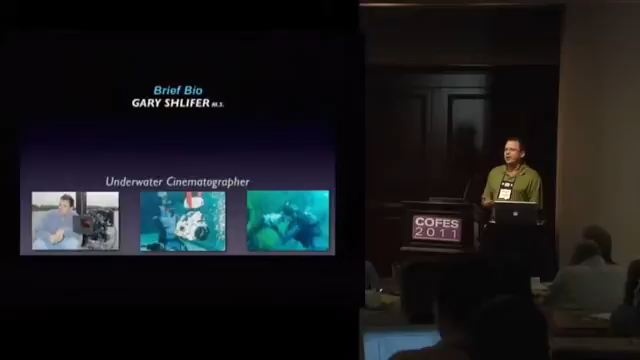 Brief Bio
GARY SHLIFER M.S.
Underwater Cinematographer
COFES
2011